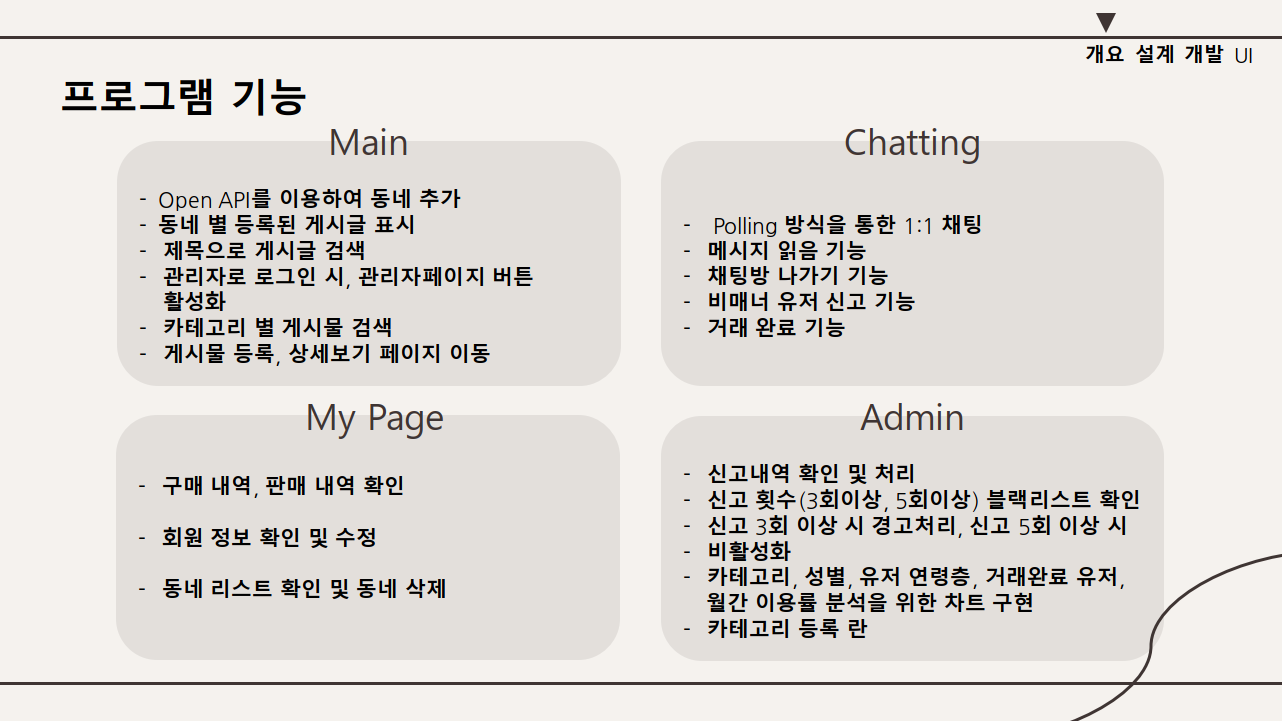 개요 설계 개발 UI
프로그램 기능
Main
- Open API를 이용하여 동네 추가
- 동네 별 등록된 게시글 표시
- 제목으로 게시글 검색
- 관리자로 로그인 시, 관리자페이지 버튼
활성화
- 카테고리 별 게시물 검색
- 게시물 등록, 상세보기 페이지 이동
Chatting
- Polling 방식을 통한 1:1 채팅
- 메시지 읽음 기능
- 채팅방 나가기 기능
- 비매너 유저 신고 기능
- 거래 완료 기능
My Page
- 구매 내역, 판매 내역 확인
- 회원 정보 확인 및 수정
- 동네 리스트 확인 및 동네 삭제
Admin
- 신고내역 확인 및 처리
- 신고 횟수(3회이상, 5회이상) 블랙리스트 확인
- 신고 3회 이상 시 경고처리, 신고 5회 이상 시
- 비활성화
- 카테고리, 성별, 유저 연령층, 거래완료 유저,
월간 이용률 분석을 위한 차트 구현
- 카테고리 등록 란